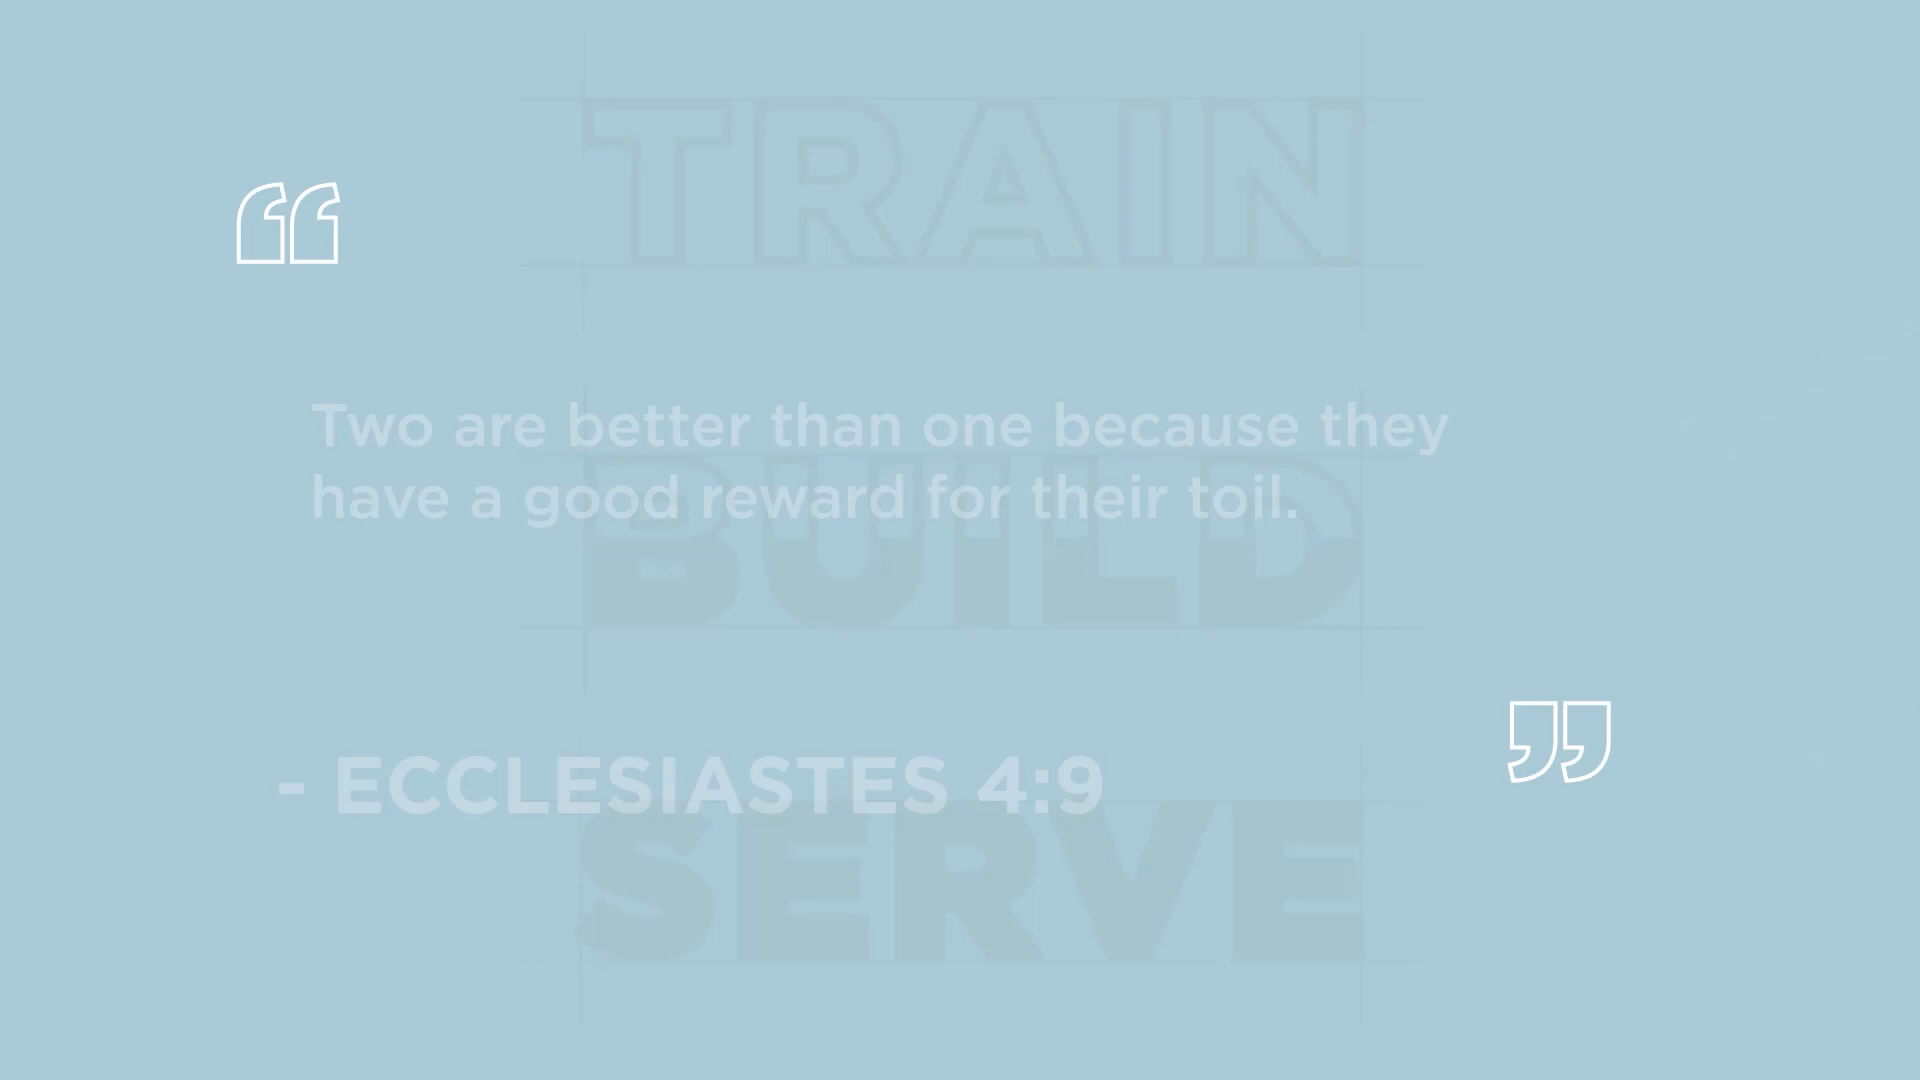 TRAIN
“
Two are better than one because they
have a good reward for their toil.
BUILD
”
- ECCLESIASTES 4:9
SERVE